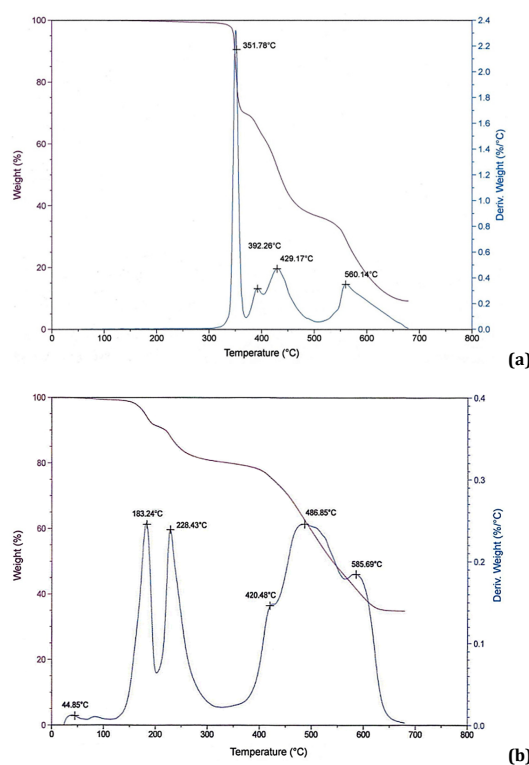 100
80
60
40
20
0
Weight (%)
351.78°C
392.26°C
429.17°C
560.14°C
2.4
2.2
2.0
1.8
1.6
1.4
1.2
1.0
0.8
0.6
0.4
0.2
0.0
Deriv. Weight (%/°C)
0 100 200 300 400 500 600 700 800
Temperature (°C)
(a)
100
80
60
40
20
0
Weight (%)
44.85°C
183.24°C
228.43°C
420.48°C
486.85°C
585.69°C
0.4
0.3
0.2
0.1
0.0
Deriv. Weight (%/°C)
0 100 200 300 400 500 600 700 800
Temperature (°C)
(b)